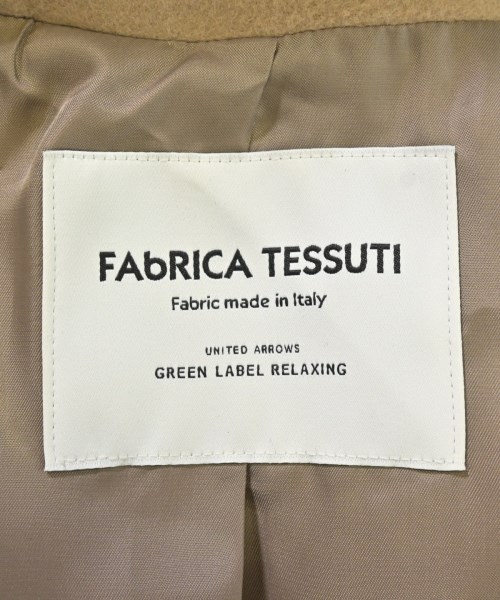 FAbRICA TESSUTI
Fabric made in Italy
UNITED ARROWS
GREEN LABEL RELAXING